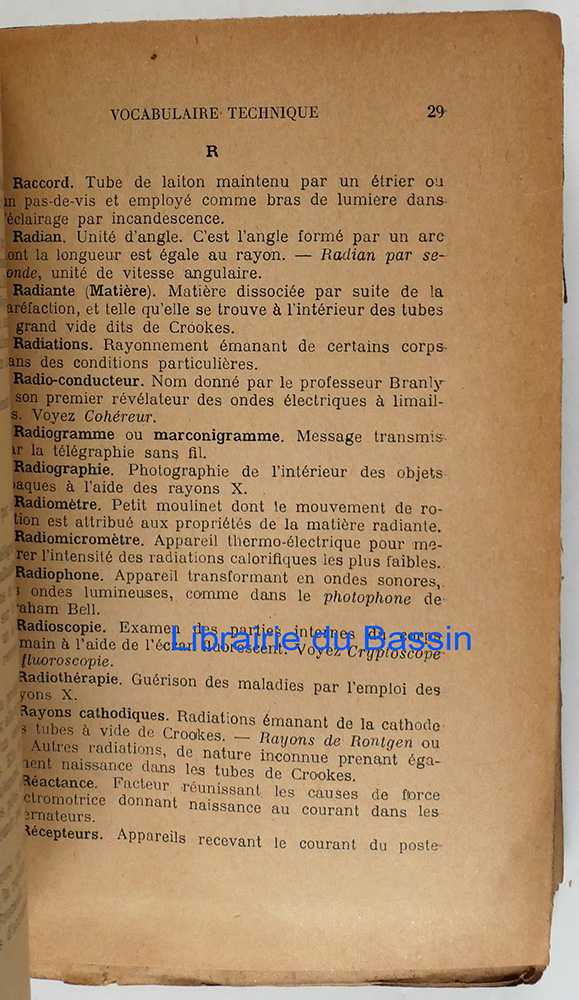 VOCABULAIRE TECHNIQUE 29
R
Raccord. Tube de laiton maintenu par un étrier ou
un pas-de-vis et employé comme bras de lumiere dans
l'éclairage par incandescence.
Radian. Unité d'angle. C'est l'angle formé par un arc
ont la longueur est égale au rayon. — Radian par se-
onde, unité de vitesse angulaire.
Radiante (Matière). Matière dissociée par suite de la
aréfaction, et telle qu'elle se trouve à l'intérieur des tubes
grand vide dits de Crookes.
Radiations. Rayonnement émanant de certains corps
ans des conditions particulières.
Radio-conducteur. Nom donné par le professeur Branly
son premier révélateur des ondes électriques à limail-
s. Voyez Cohéreur.
Radiogramme ou marconigramme. Message transmis
ar la télégraphie sans fil.
Radiographie. Photographie de l'intérieur des objets
paques à l'aide des rayons X.
Radiomètre. Petit moulinet dont le mouvement de ro-
tion est attribué aux propriétés de la matière radiante.
Radiomicromètre. Appareil thermo-électrique pour me-
rer l'intensité des radiations calorifiques les plus faibles.
Radiophone. Appareil transformant en ondes sonores,
s ondes lumineuses, comme dans le photophone de
raham Bell.
Radioscopie. Examen des parties internes du corps
main à l'aide de l'écran fluorescent. Voyez Cryptoscope
fluoroscopie.
Librairie du Bassin
Radiothérapie. Guérison des maladies par l'emploi des
yons X.
Rayons cathodiques. Radiations émanant de la cathode
s tubes à vide de Crookes. — Rayons de Rontgen ou
Autres radiations, de nature inconnue prenant éga-
ment naissance dans les tubes de Crookes.
Réactance. Facteur réunissant les causes de force
ctromotrice donnant naissance au courant dans les
ernateurs.
Récepteurs. Appareils recevant le courant du poste